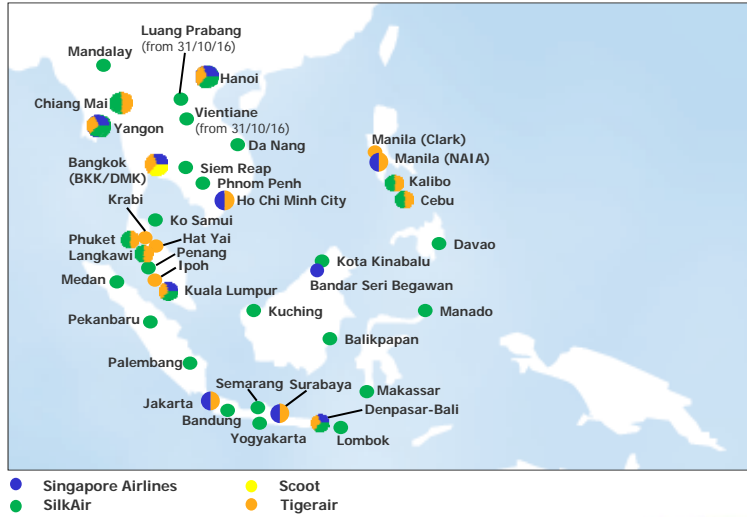 Luang Prabang
(from 31/10/16)
Mandalay
Hanoi
Chiang Mai
Vientiane
(from 31/10/16)
Yangon
Da Nang
Manila (Clark)
Manila (NAIA)
Bangkok
(BKK/DMK)
Siem Reap
Phnom Penh
Kalibo
Krabi
Ho Chi Minh City
Cebu
Ko Samui
Phuket
Hat Yai
Davao
Langkawi
Penang
Kota Kinabalu
Ipoh
Medan
Kuala Lumpur
Bandar Seri Begawan
Kuching
Manado
Pekanbaru
Balikpapan
Palembang
Semarang
Surabaya
Makassar
Jakarta
Denpasar-Bali
Bandung
Yogyakarta
Lombok
Singapore Airlines
Scoot
SilkAir
Tigerair